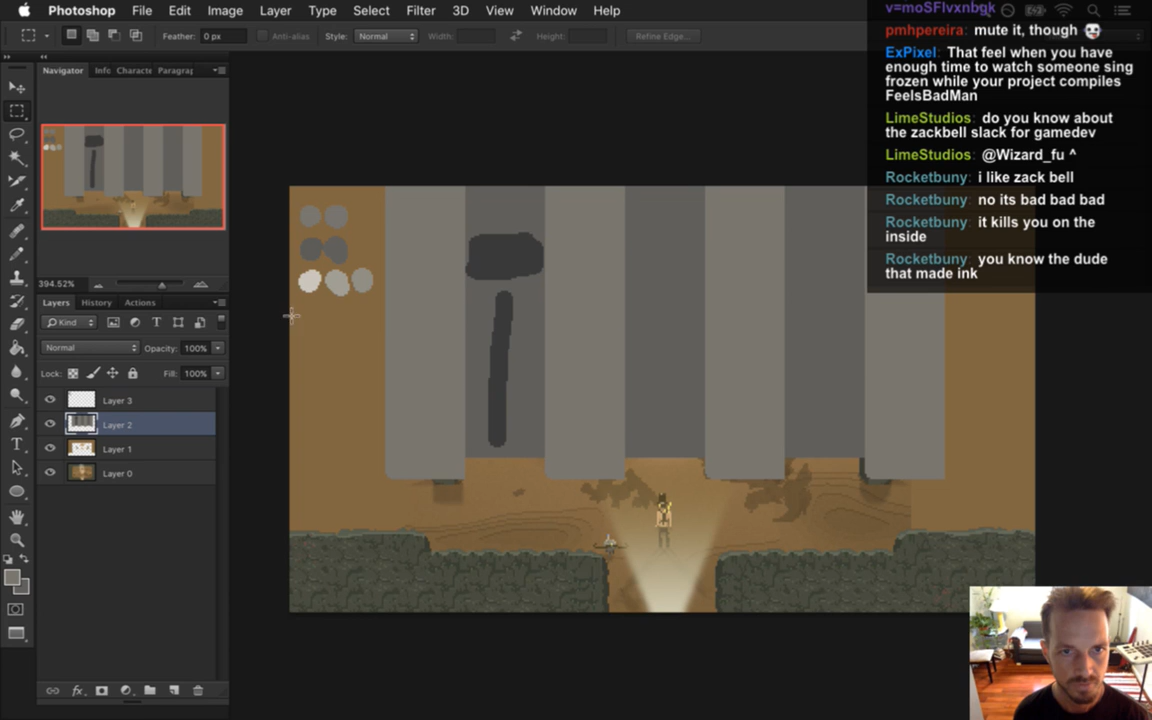 Photoshop File Edit Image Layer Type Select Filter 3D View Window Help
Feather: 0 px Anti-alias Style: Normal Width: Height: Refine Edge...
Navigator Info Characte Paragrap
394.52%
Layers History Actions
Kind
Normal Opacity: 100%
Lock: Fill: 100%
Layer 3
Layer 2
Layer 1
Layer 0
v=moSFlvxnbgk
pmhpereira: mute it, though
ExPixel: That feel when you have
enough time to watch someone sing
frozen while your project compiles
FeelsBadMan
LimeStudios: do you know about
the zackbell slack for gamedev
LimeStudios: @Wizard_fu ^
Rocketbuny: i like zack bell
Rocketbuny: no its bad bad bad
Rocketbuny: it kills you on the
inside
Rocketbuny: you know the dude
that made ink